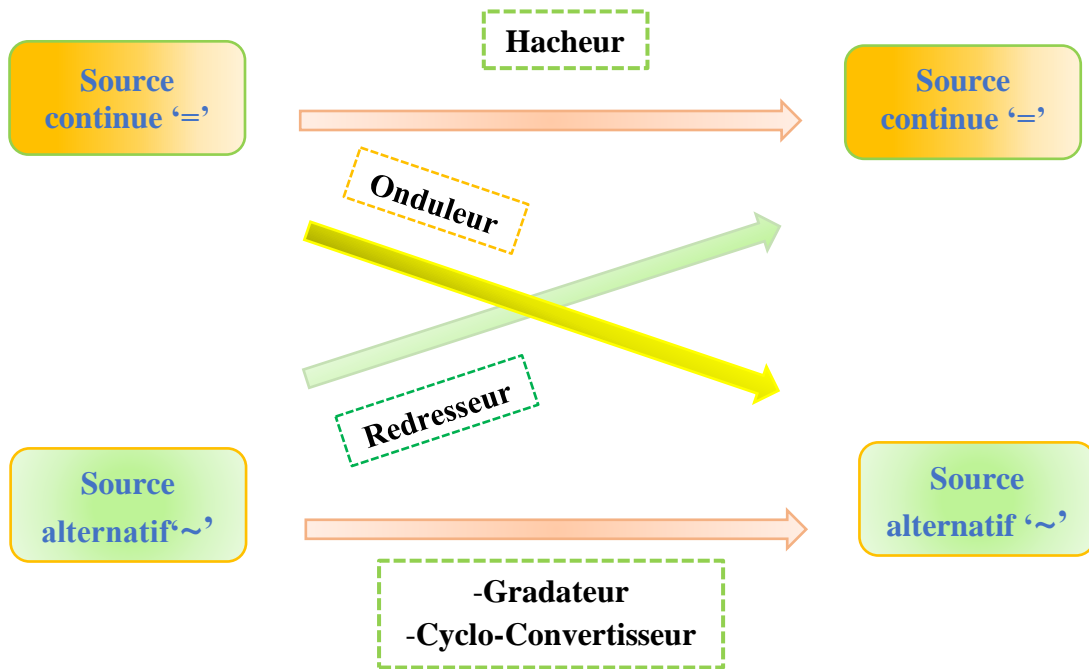 Hacheur
Source
continue ‘=’
Source
continue ‘=’
Onduleur
Redresseur
Source
alternatif‘~’
Source
alternatif ‘~’
-Gradateur
-Cyclo-Convertisseur